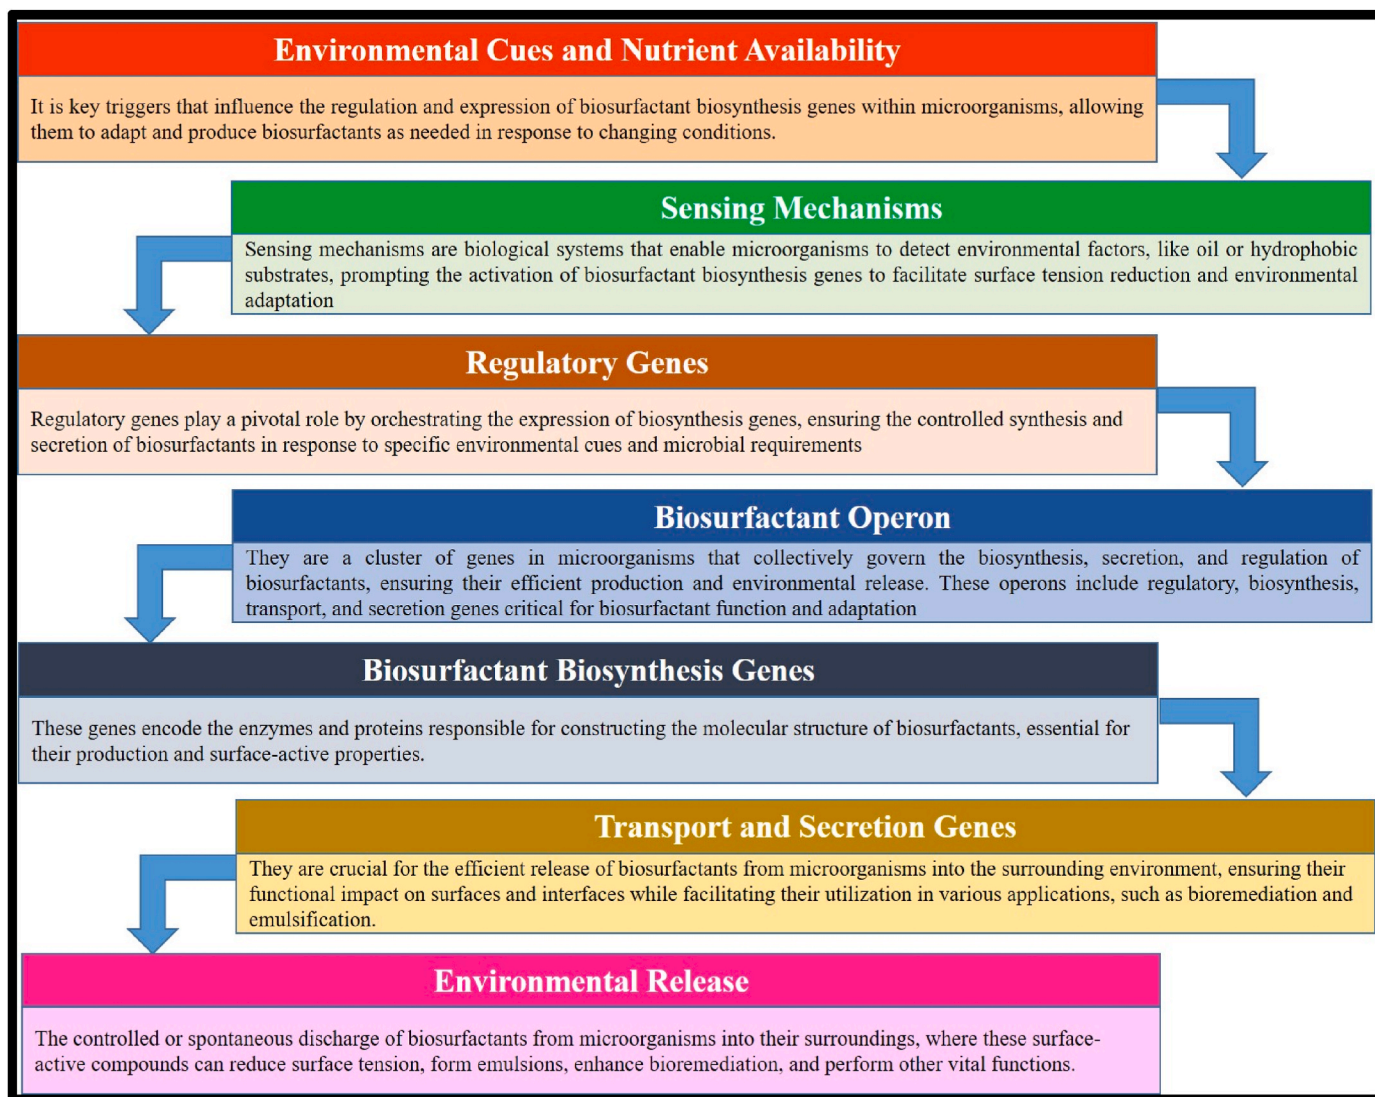 Environmental Cues and Nutrient Availability
It is key triggers that influence the regulation and expression of biosurfactant biosynthesis genes within microorganisms, allowing
them to adapt and produce biosurfactants as needed in response to changing conditions.
Sensing Mechanisms
Sensing mechanisms are biological systems that enable microorganisms to detect environmental factors, like oil or hydrophobic
substrates, prompting the activation of biosurfactant biosynthesis genes to facilitate surface tension reduction and environmental
adaptation
Regulatory Genes
Regulatory genes play a pivotal role by orchestrating the expression of biosynthesis genes, ensuring the controlled synthesis and
secretion of biosurfactants in response to specific environmental cues and microbial requirements
Biosurfactant Operon
They are a cluster of genes in microorganisms that collectively govern the biosynthesis, secretion, and regulation of
biosurfactants, ensuring their efficient production and environmental release. These operons include regulatory, biosynthesis,
transport, and secretion genes critical for biosurfactant function and adaptation
Biosurfactant Biosynthesis Genes
These genes encode the enzymes and proteins responsible for constructing the molecular structure of biosurfactants, essential for
their production and surface-active properties.
Transport and Secretion Genes
They are crucial for the efficient release of biosurfactants from microorganisms into the surrounding environment, ensuring their
functional impact on surfaces and interfaces while facilitating their utilization in various applications, such as bioremediation and
emulsification.
Environmental Release
The controlled or spontaneous discharge of biosurfactants from microorganisms into their surroundings, where these surface-
active compounds can reduce surface tension, form emulsions, enhance bioremediation, and perform other vital functions.